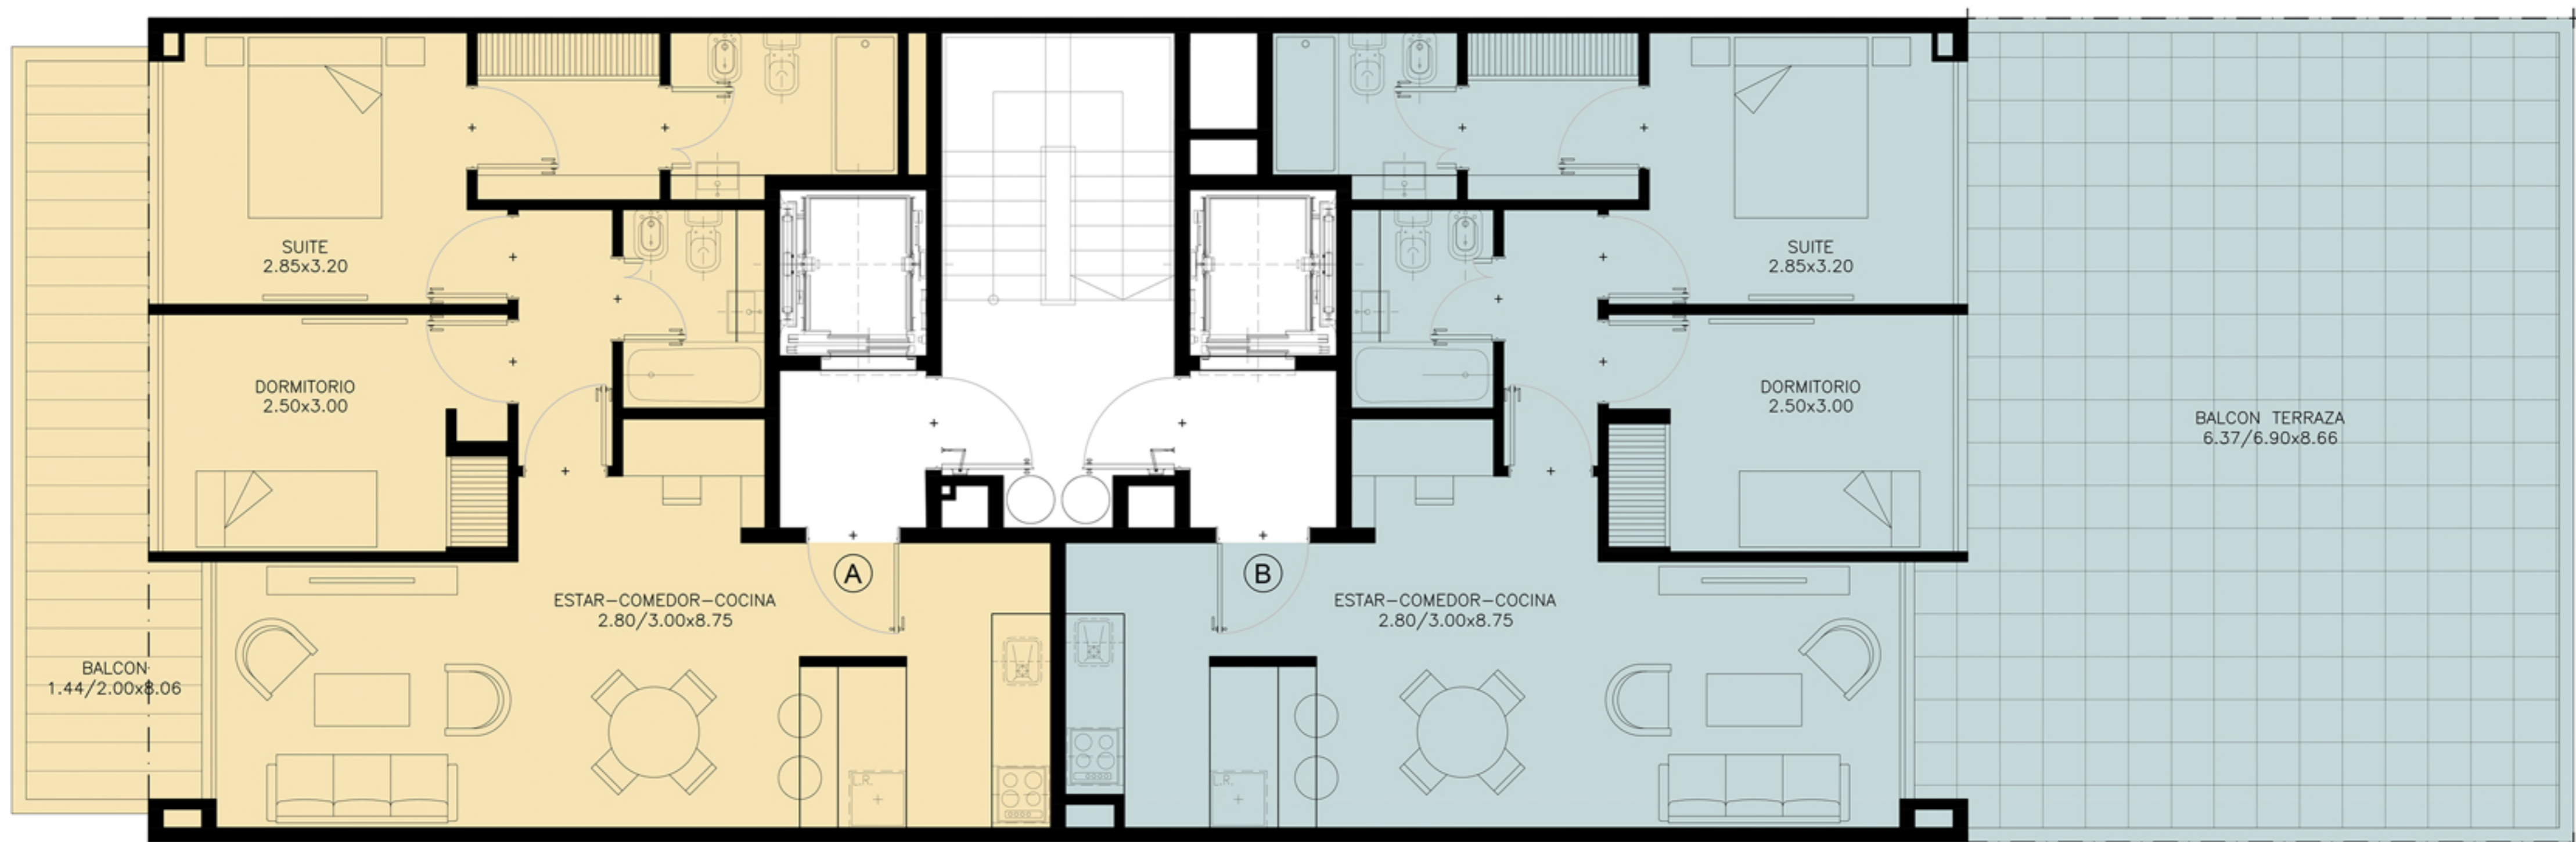 SUITE
2.85x3.20
DORMITORIO
2.50x3.00
BALCON
1.44/2.00x8.06
ESTAR-COMEDOR-COCINA
2.80/3.00x8.75
A
L.R.
B
ESTAR-COMEDOR-COCINA
2.80/3.00x8.75
L.R.
SUITE
2.85x3.20
DORMITORIO
2.50x3.00
BALCON TERRAZA
6.37/6.90x8.66